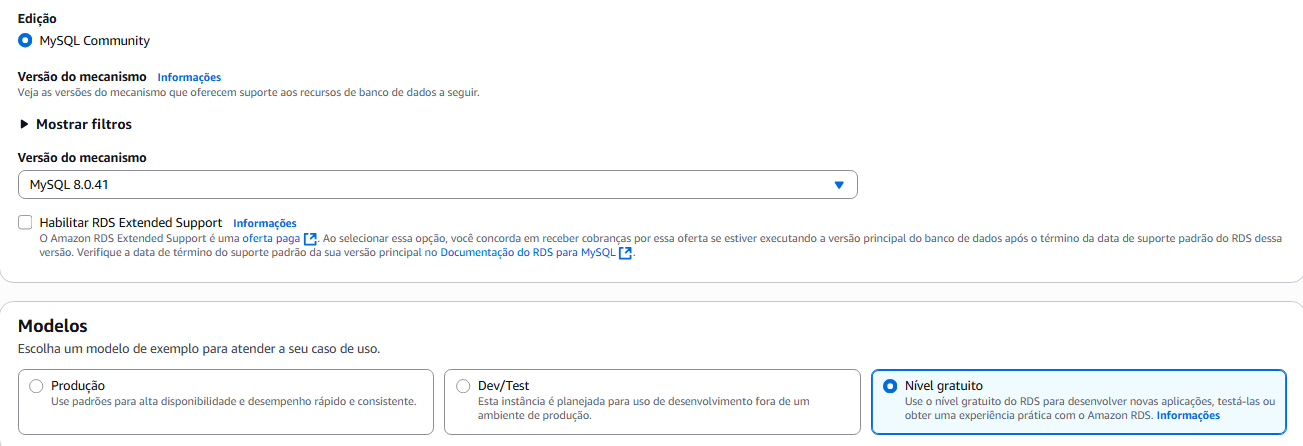 Edição
MySQL Community
Versão do mecanismo Informações
Veja as versões do mecanismo que oferecem suporte aos recursos de banco de dados a seguir.
Mostrar filtros
Versão do mecanismo
MySQL 8.0.41
Habilitar RDS Extended Support Informações
O Amazon RDS Extended Support é uma oferta paga. Ao selecionar essa opção, você concorda em receber cobranças por essa oferta se estiver executando a versão principal do banco de dados após o término da data de suporte padrão do RDS dessa
versão. Verifique a data de término do suporte padrão da sua versão principal no Documentação do RDS para MySQL.
Modelos
Escolha um modelo de exemplo para atender a seu caso de uso.
Produção
Use padrões para alta disponibilidade e desempenho rápido e consistente.
Dev/Test
Esta instância é planejada para uso de desenvolvimento fora de um
ambiente de produção.
Nível gratuito
Use o nível gratuito do RDS para desenvolver novas aplicações, testá-las ou
obter uma experiência prática com o Amazon RDS. Informações